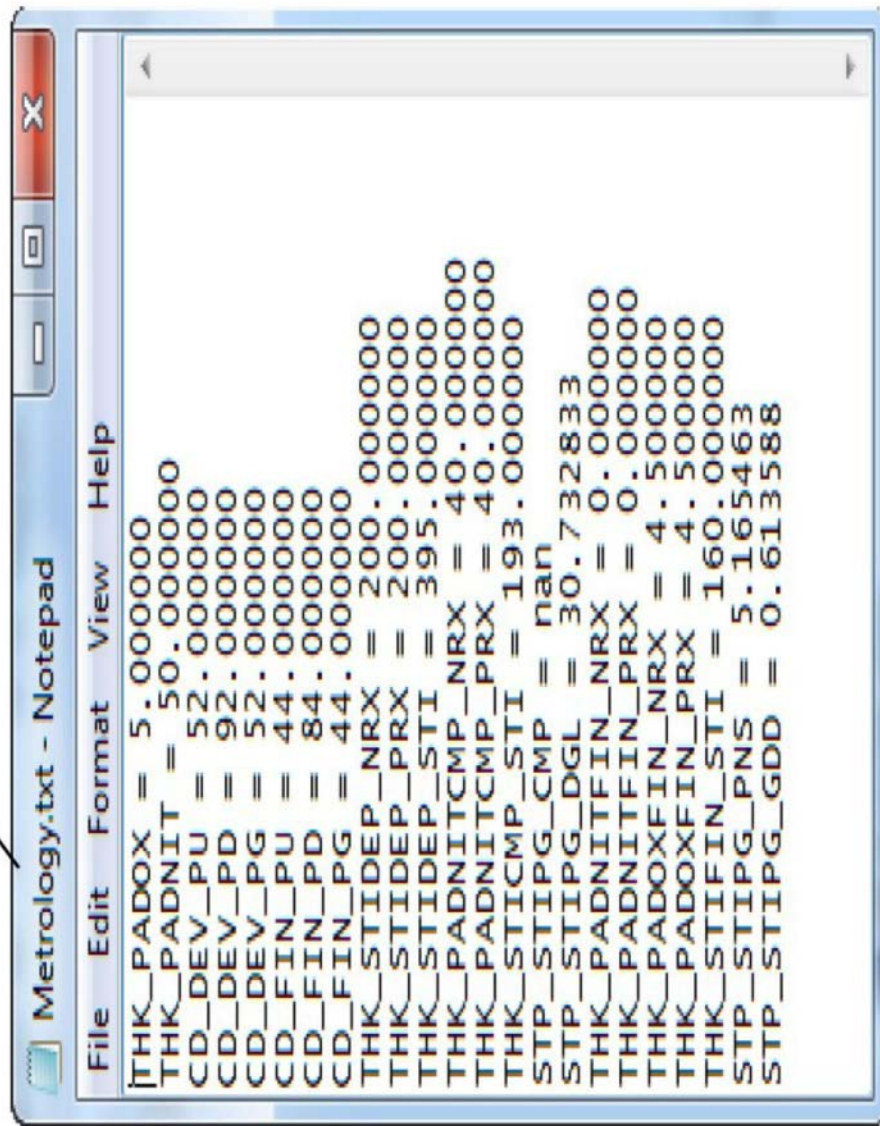 Metrology.txt - Notepad
File Edit Format View Help
THK_PADOX = 5.000000
THK_PADNIT = 50.000000
CD_DEV_PU = 52.000000
CD_DEV_PD = 92.000000
CD_DEV_PG = 52.000000
CD_FIN_PU = 44.000000
CD_FIN_PD = 84.000000
CD_FIN_PG = 44.000000
THK_STIDEP_NRX = 200.000000
THK_STIDEP_PRX = 200.000000
THK_STIDEP_STI = 395.000000
THK_PADNITCMP_NRX = 40.000000
THK_PADNITCMP_PRX = 40.000000
THK_STICMP_STI = 193.000000
STP_STIPG_CMP = nan
STP_STIPG_DGL = 30.732833
THK_PADNITFIN_NRX = 0.000000
THK_PADNITFIN_PRX = 0.000000
THK_PADOXFIN_NRX = 4.500000
THK_PADOXFIN_PRX = 4.500000
THK_STIFIN_STI = 160.000000
STP_STIPG_PNS = 5.165463
STP_STIPG_GDD = 0.613588